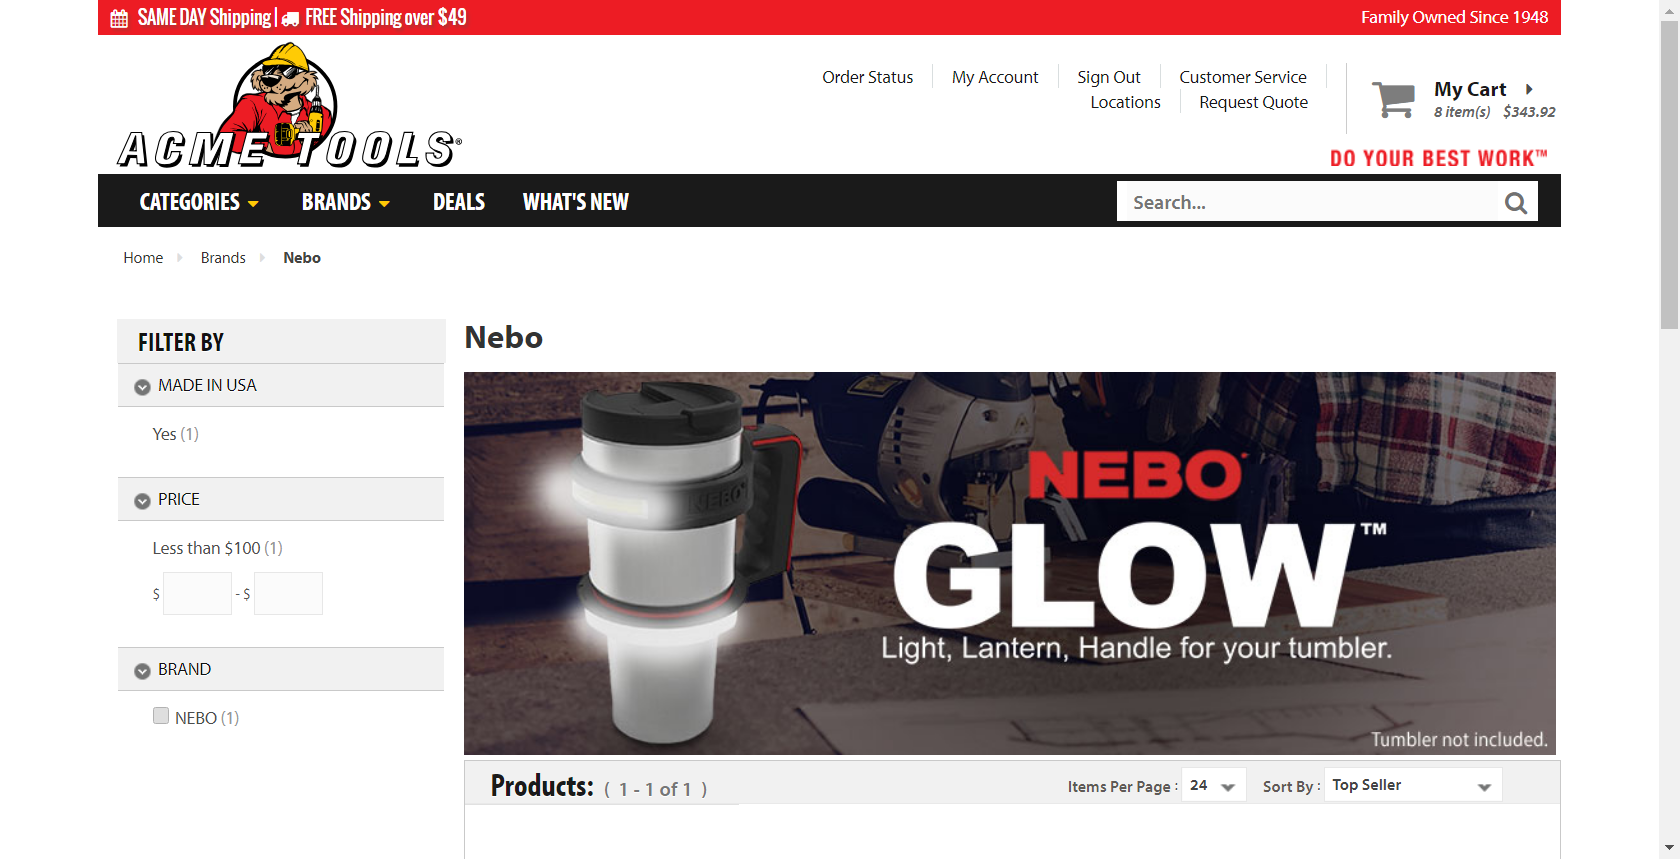 SAME DAY Shipping | FREE Shipping over $49
Family Owned Since 1948
ACME TOOLS®
Order Status
My Account
Sign Out
Customer Service
Locations
Request Quote
My Cart
8 item(s) $343.92
DO YOUR BEST WORK™
CATEGORIES
BRANDS
DEALS
WHAT'S NEW
Search...
Home
Brands
Nebo
FILTER BY
MADE IN USA
Yes (1)
PRICE
Less than $100 (1)
$ - $
BRAND
NEBO (1)
Nebo
NEBO
NEBO
GLOW™
Light, Lantern, Handle for your tumbler.
Tumbler not included.
Products: ( 1 - 1 of 1 )
Items Per Page : 24
Sort By : Top Seller